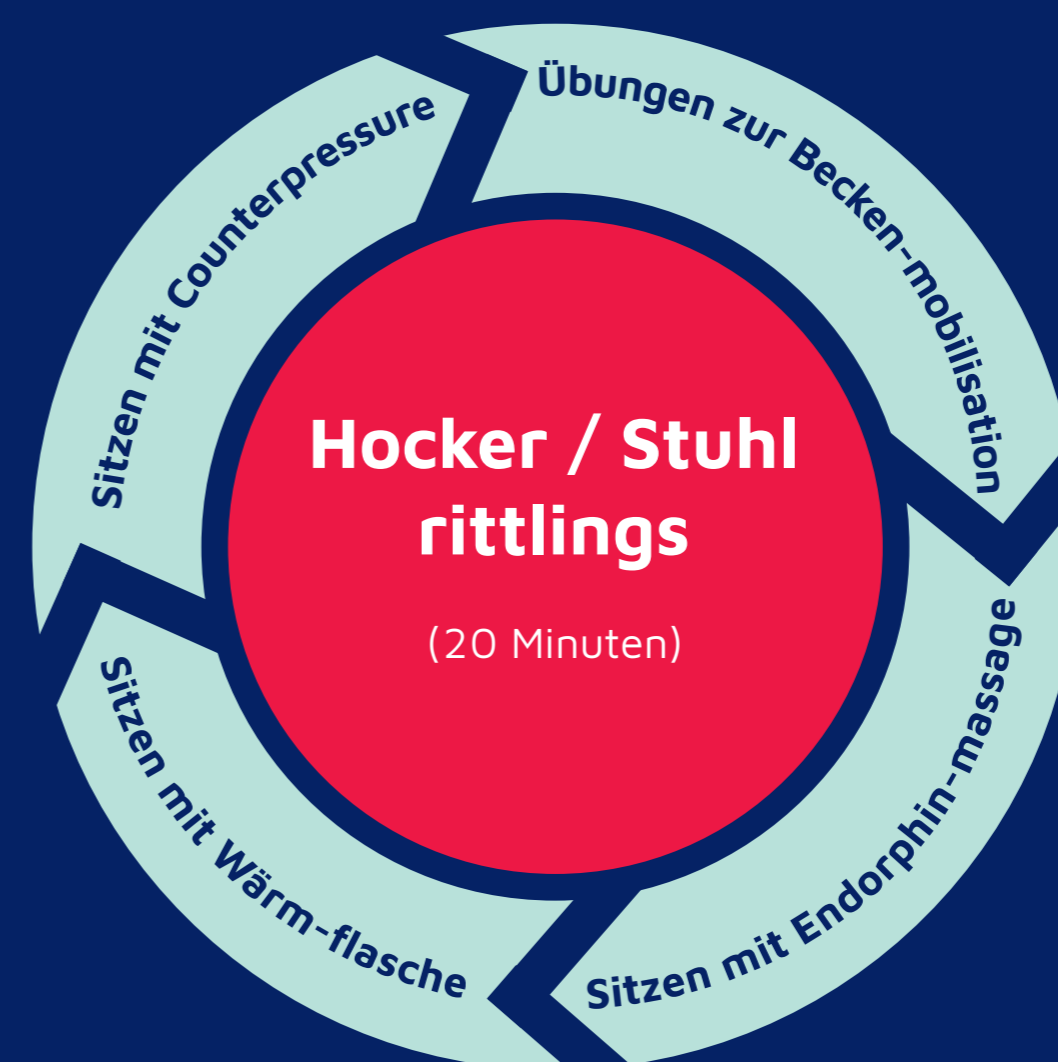 Übungen zur Becken-mobilisation
Sitzen mit Endorphin-massage
Sitzen mit Wärm-flasche
Sitzen mit Counterpressure
Hocker / Stuhl
rittlings
(20 Minuten)